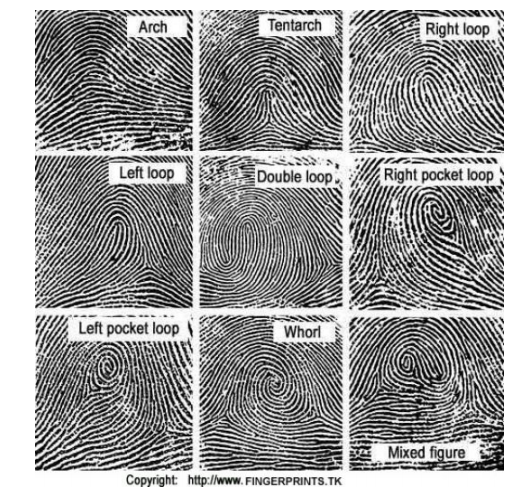 Arch
Tentarch
Right loop
Left loop
Double loop
Right pocket loop
Left pocket loop
Whorl
Mixed figure
Copyright: http://www. FINGERPRINTS.TK